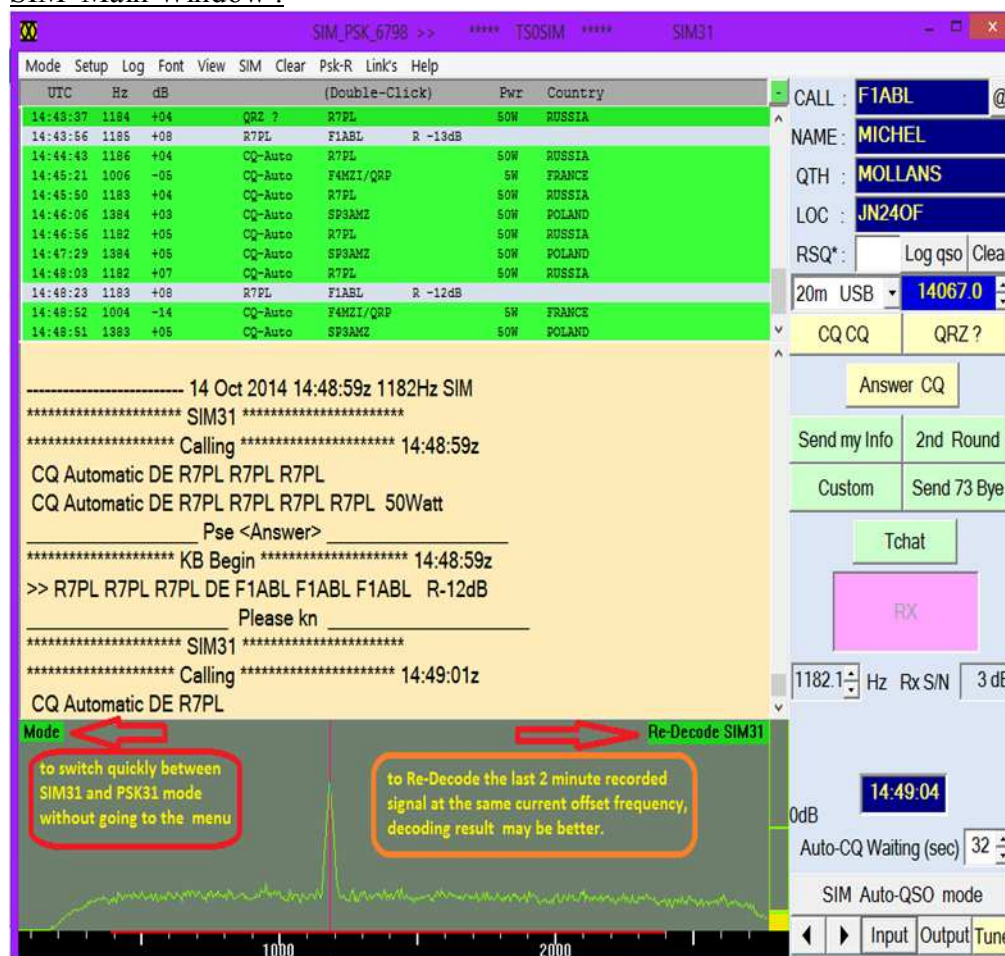 SIM Main Window :
SIM_PSK_6798 >> ***** TS0SIM ***** SIM31
Mode Setup Log Font View SIM Clear Psk-R Link's Help
UTC Hz dB (Double-Click) Pwr Country
14:43:37 1184 +04 QRZ ? R7PL 50W RUSSIA
14:43:56 1185 +08 R7PL F1ABL R -13dB
14:44:43 1186 +04 CQ-Auto R7PL 50W RUSSIA
14:45:21 1006 -05 CQ-Auto F4MZI/QRP 5W FRANCE
14:45:50 1183 +04 CQ-Auto R7PL 50W RUSSIA
14:46:06 1384 +03 CQ-Auto SP3AMZ 50W POLAND
14:46:56 1182 +05 CQ-Auto R7PL 50W RUSSIA
14:47:29 1384 +05 CQ-Auto SP3AMZ 50W POLAND
14:48:03 1182 +07 CQ-Auto R7PL 50W RUSSIA
14:48:23 1183 +08 R7PL F1ABL R -12dB
14:48:52 1004 -14 CQ-Auto F4MZI/QRP 5W FRANCE
14:48:51 1383 +05 CQ-Auto SP3AMZ 50W POLAND
-------------------------- 14 Oct 2014 14:48:59z 1182Hz SIM
*********************** SIM31 ************************
********************** Calling *********************** 14:48:59z
CQ Automatic DE R7PL R7PL R7PL
CQ Automatic DE R7PL R7PL R7PL R7PL 50Watt
______________________ Pse <Answer> ______________________
********************** KB Begin ********************** 14:48:59z
>> R7PL R7PL R7PL DE F1ABL F1ABL F1ABL R-12dB
______________________ Please kn ______________________
*********************** SIM31 ************************
********************** Calling *********************** 14:49:01z
CQ Automatic DE R7PL
Mode
Re-Decode SIM31
to switch quickly between
SIM31 and PSK31 mode
without going to the menu
to Re-Decode the last 2 minute recorded
signal at the same current offset frequency,
decoding result may be better.
1000 2000
CALL : F1ABL @
NAME : MICHEL
QTH : MOLLANS
LOC : JN24OF
RSQ* : Log qso Clea
20m USB 14067.0
CQ CQ QRZ ?
Answer CQ
Send my Info 2nd Round
Custom Send 73 Bye
Tchat
RX
1182.1 Hz Rx S/N 3 dB
14:49:04
0dB
Auto-CQ Waiting (sec) 32
SIM Auto-QSO mode
Input Output Tune